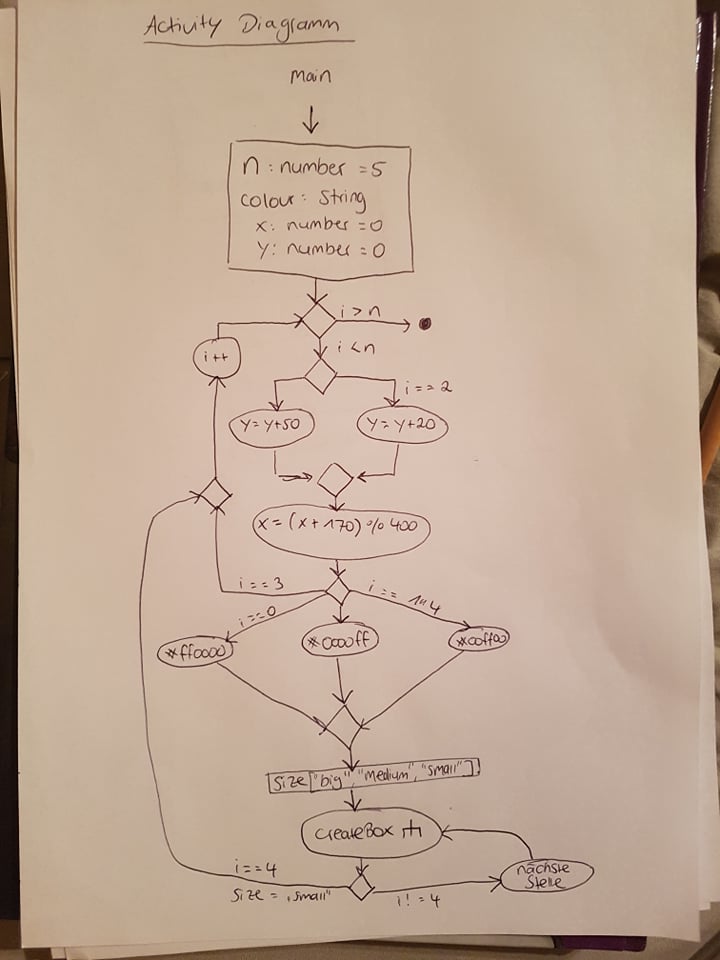 Activity Diagramm
Main
n : number = 5
colour : String
x : number = 0
y : number = 0
i > n
i < n
i++
i == 2
y = y+50
y = y+20
x = (x + 170) % 400
i == 3
i == 0
i == 1 4
#ff0000
#0000ff
#00ff00
size ["big", "medium", "small"]
createBox
i == 4
size = „small"
i != 4
nächste
Stelle